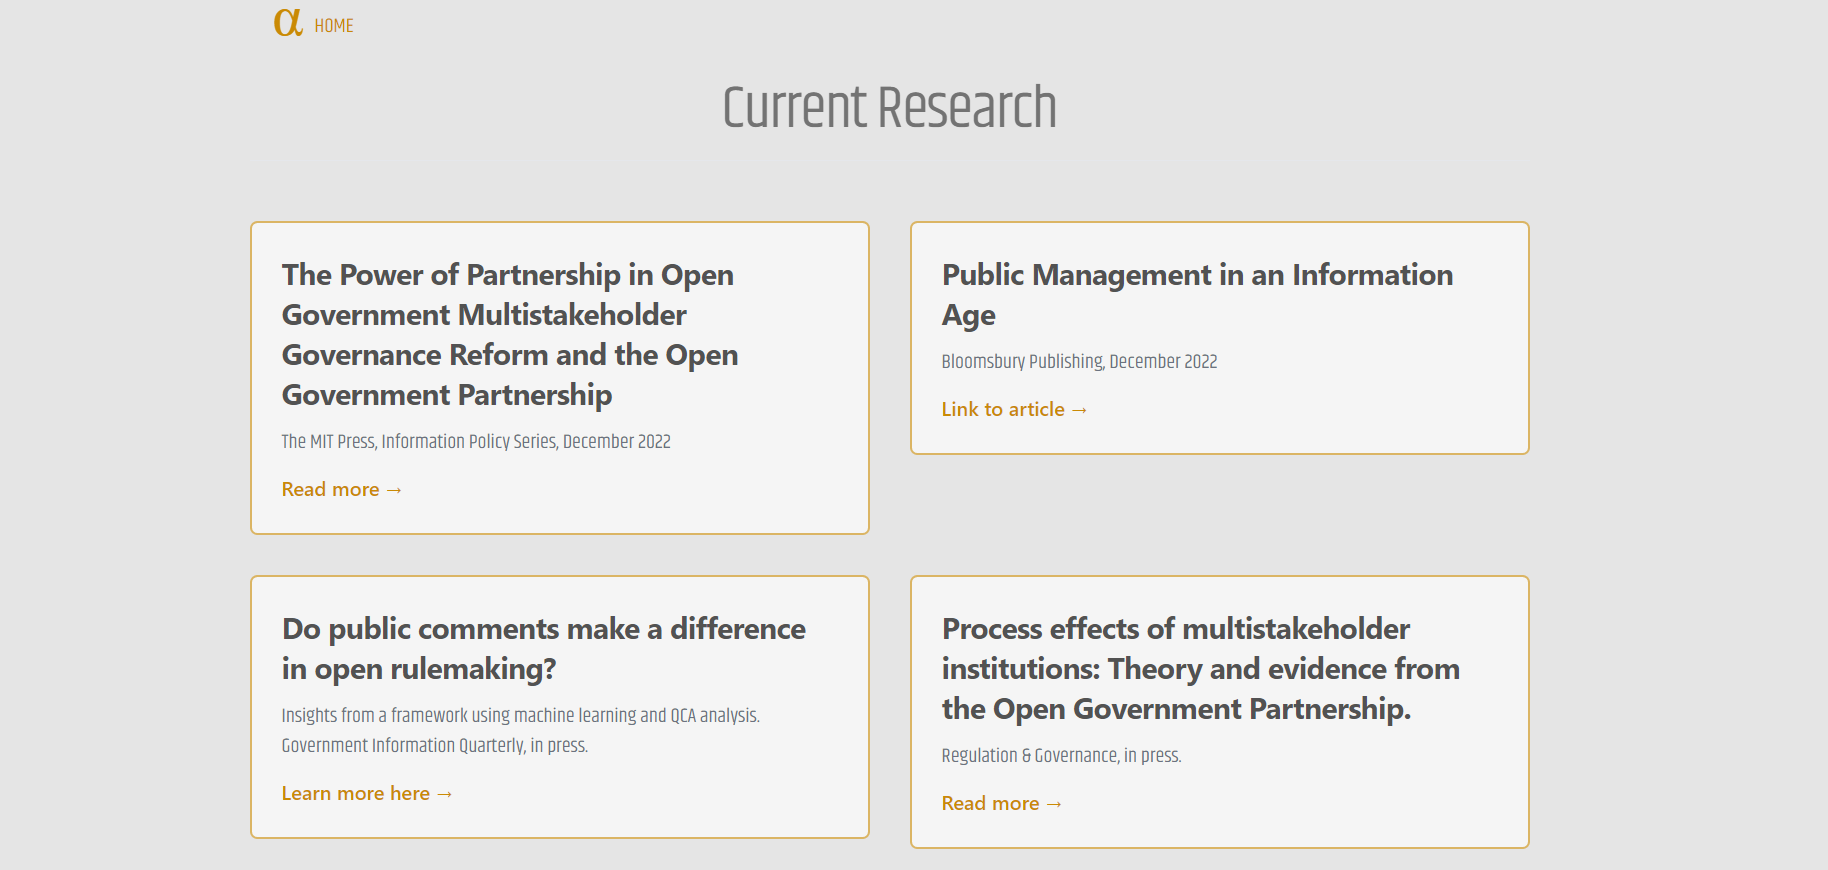 α HOME
Current Research
The Power of Partnership in Open
Government Multistakeholder
Governance Reform and the Open
Government Partnership
The MIT Press, Information Policy Series, December 2022
Read more →
Public Management in an Information
Age
Bloomsbury Publishing, December 2022
Link to article →
Do public comments make a difference
in open rulemaking?
Insights from a framework using machine learning and QCA analysis.
Government Information Quarterly, in press.
Learn more here →
Process effects of multistakeholder
institutions: Theory and evidence from
the Open Government Partnership.
Regulation & Governance, in press.
Read more →